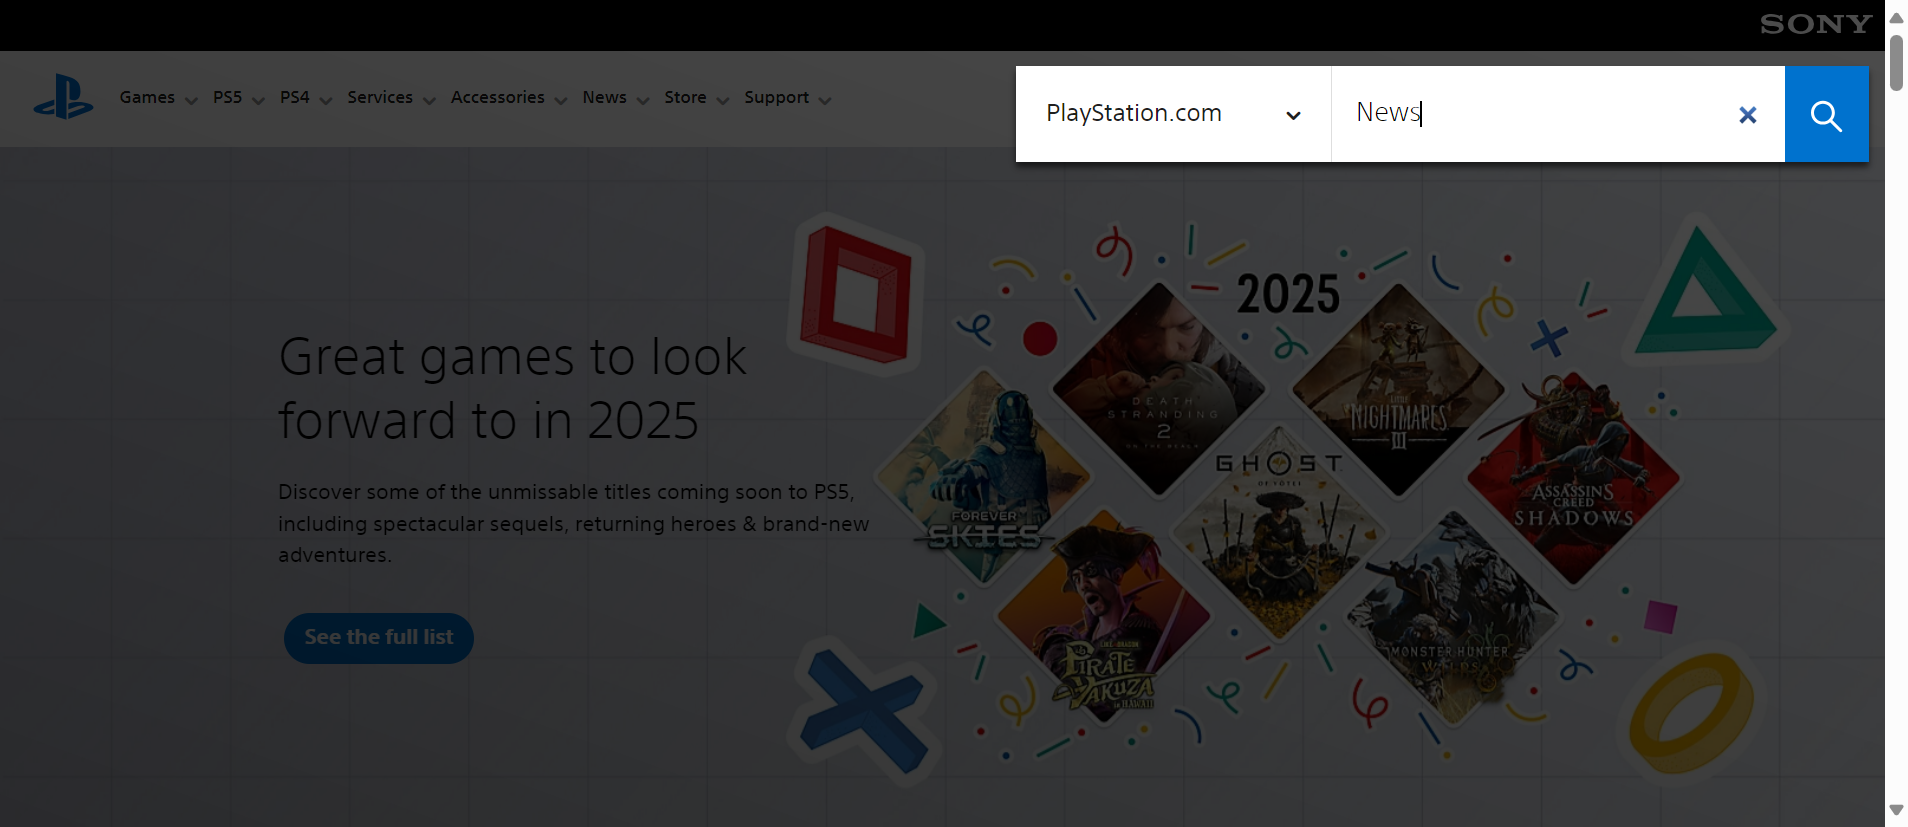 SONY
Games PS5 PS4 Services Accessories News Store Support
PlayStation.com
News
Great games to look
forward to in 2025
Discover some of the unmissable titles coming soon to PS5,
including spectacular sequels, returning heroes & brand-new
adventures.
See the full list
2025
DEATH
STRANDING
2
ON THE BEACH
LITTLE
NIGHTMARES
III
FOREVER
SKIES
GHOST
OF YŌTEI
ASSASSIN'S
CREED
SHADOWS
LIKE A DRAGON
PIRATE
YAKUZA
IN HAWAII
MONSTER HUNTER
WILDS